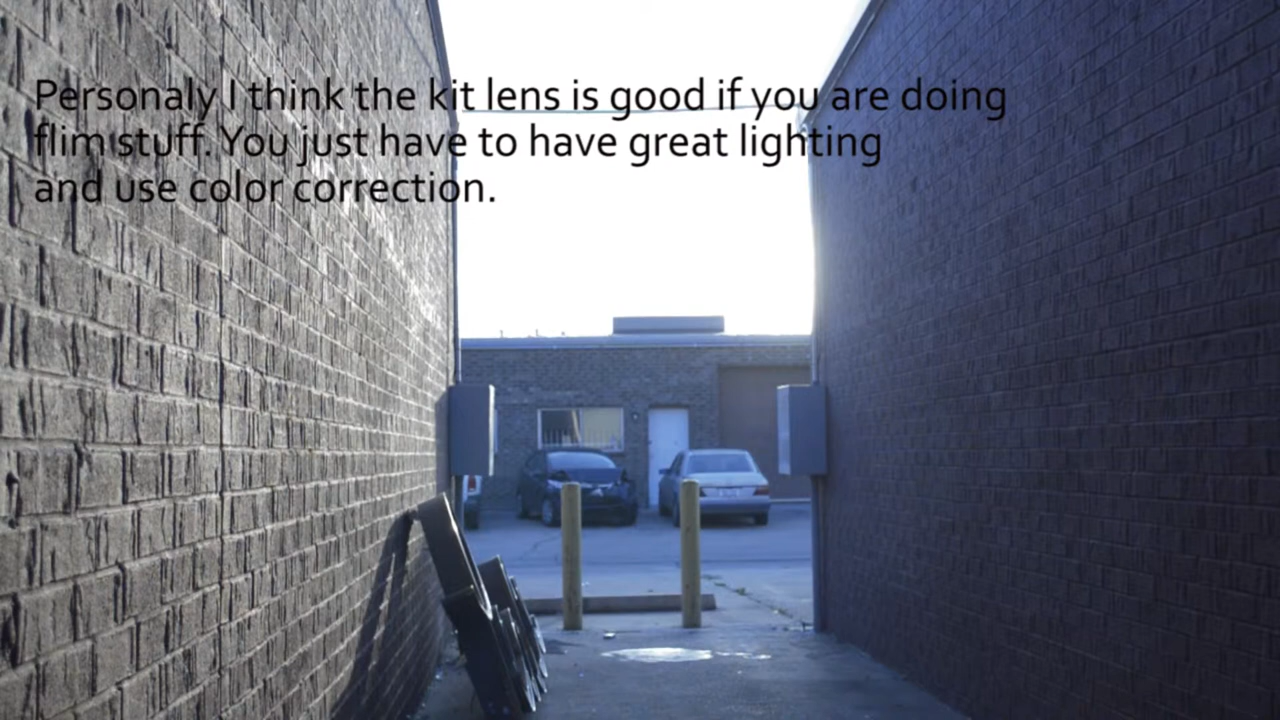 Personaly I think the kit lens is good if you are doing
flim stuff. You just have to have great lighting
and use color correction.